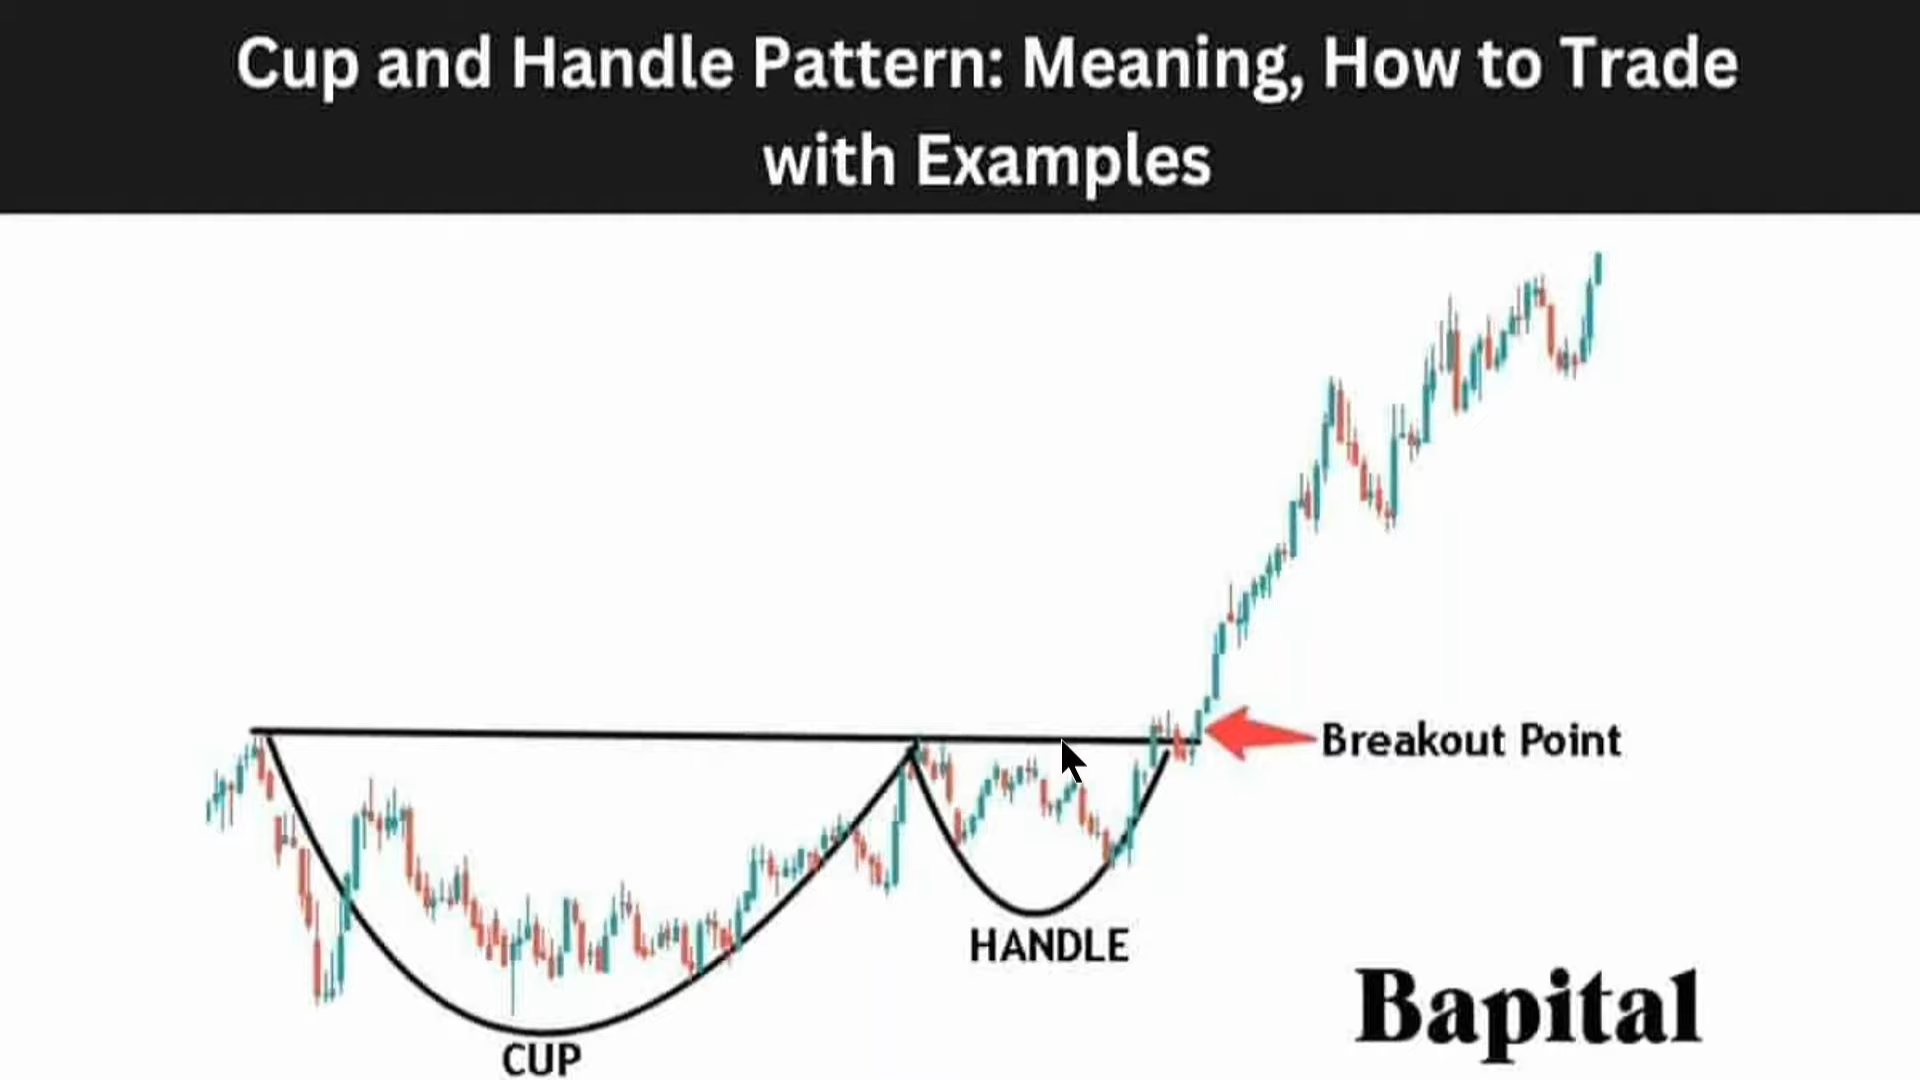 Cup and Handle Pattern: Meaning, How to Trade
with Examples
Breakout Point
HANDLE
CUP
Bapital